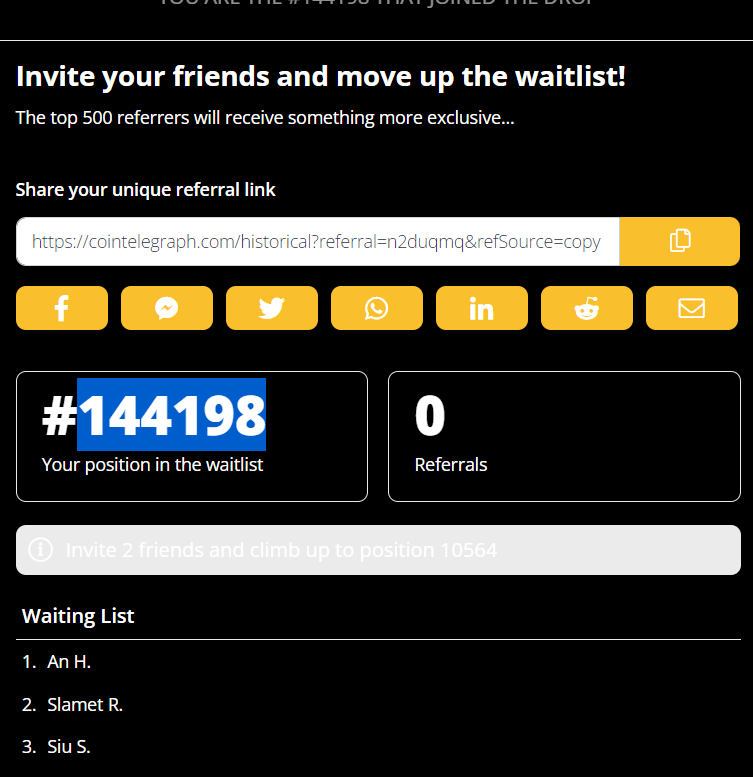 YOU ARE THE #144198 THAT JOINED THE DROP
Invite your friends and move up the waitlist!
The top 500 referrers will receive something more exclusive...
Share your unique referral link
https://cointelegraph.com/historical?referral=n2duqmq&refSource=copy
#144198
Your position in the waitlist
0
Referrals
Invite 2 friends and climb up to position 10564
Waiting List
1. An H.
2. Slamet R.
3. Siu S.